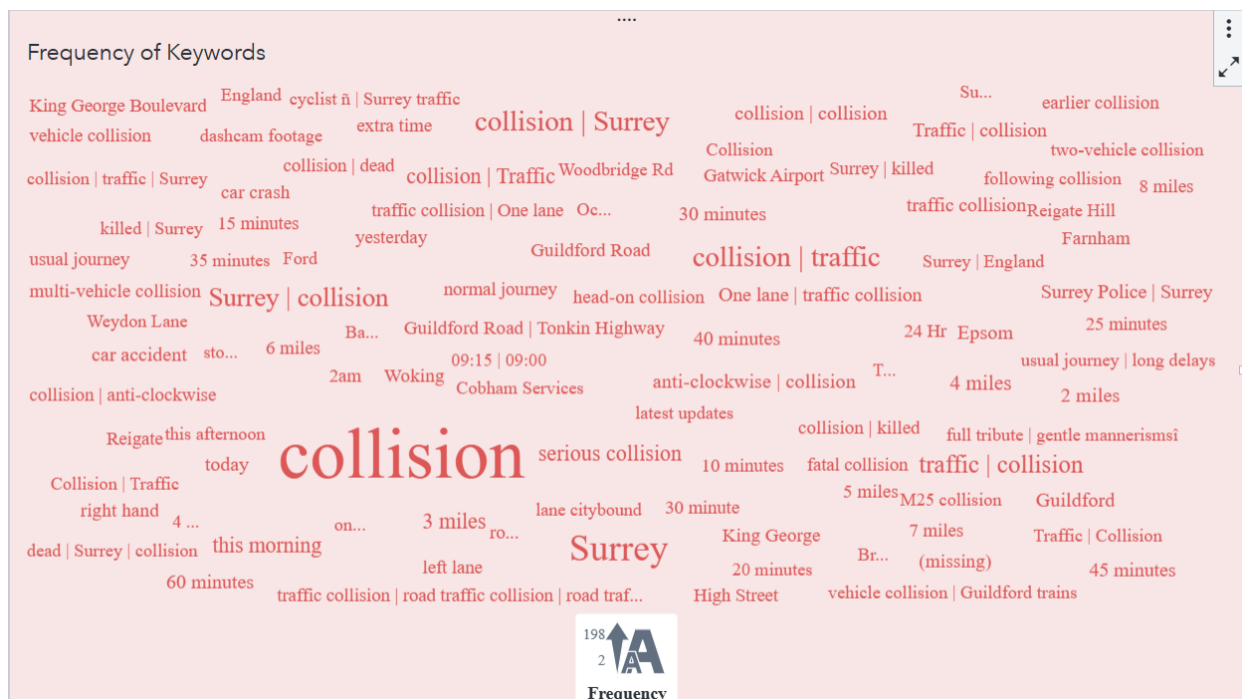 Frequency of Keywords
King George Boulevard
England
cyclist ñ | Surrey traffic
Su...
earlier collision
vehicle collision
dashcam footage
extra time
collision | Surrey
collision | collision
Traffic | collision
Collision
two-vehicle collision
collision | traffic | Surrey
collision | dead
car crash
collision | Traffic
Woodbridge Rd
Gatwick Airport
Surrey | killed
following collision
8 miles
killed | Surrey
15 minutes
traffic collision | One lane
Oc...
30 minutes
traffic collision
Reigate Hill
yesterday
Farnham
usual journey
35 minutes
Ford
Guildford Road
collision | traffic
Surrey | England
multi-vehicle collision
Surrey | collision
normal journey
head-on collision
One lane | traffic collision
Surrey Police | Surrey
Weydon Lane
Ba...
Guildford Road | Tonkin Highway
40 minutes
24 Hr
Epsom
25 minutes
car accident
sto...
6 miles
09:15 | 09:00
usual journey | long delays
2am
Woking
Cobham Services
anti-clockwise | collision
T...
4 miles
2 miles
collision | anti-clockwise
latest updates
Reigate
this afternoon
collision | killed
full tribute | gentle mannerismsî
today
collision
serious collision
10 minutes
fatal collision
traffic | collision
Collision | Traffic
5 miles
M25 collision
Guildford
right hand
4 ...
on...
3 miles
ro...
lane citybound
30 minute
King George
7 miles
Traffic | Collision
dead | Surrey | collision
this morning
left lane
Surrey
20 minutes
Br...
(missing)
45 minutes
60 minutes
traffic collision | road traffic collision | road traf...
High Street
vehicle collision | Guildford trains
198
2
Frequency